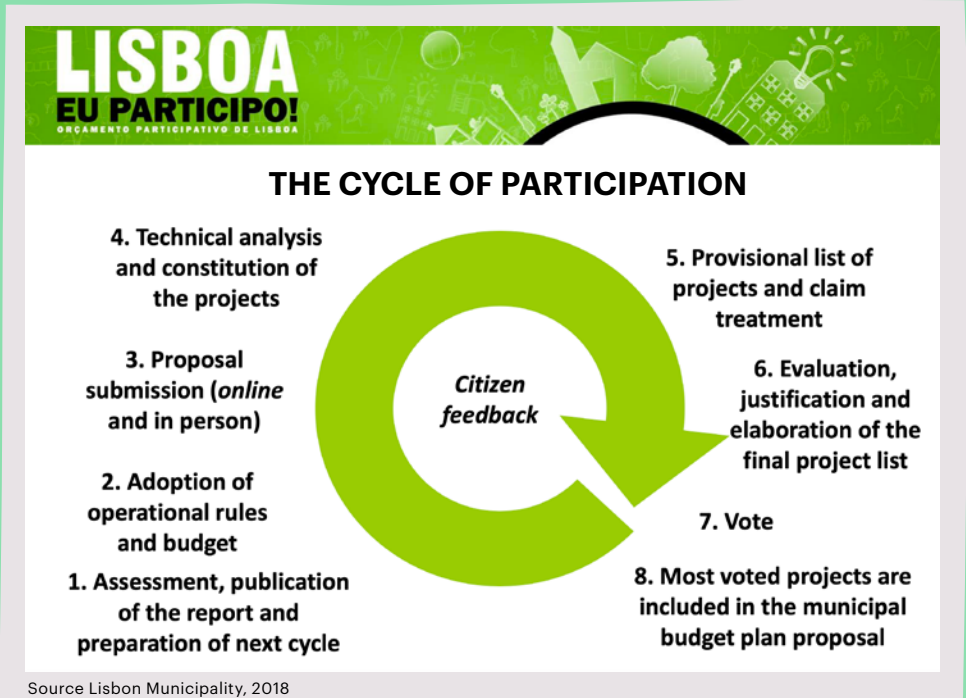 LISBOA
EU PARTICIPO!
ORÇAMENTO PARTICIPATIVO DE LISBOA
THE CYCLE OF PARTICIPATION
4. Technical analysis
and constitution of
the projects
3. Proposal
submission (online
and in person)
2. Adoption of
operational rules
and budget
1. Assessment, publication
of the report and
preparation of next cycle
Citizen
feedback
5. Provisional list of
projects and claim
treatment
6. Evaluation,
justification and
elaboration of the
final project list
7. Vote
8. Most voted projects are
included in the municipal
budget plan proposal
Source Lisbon Municipality, 2018